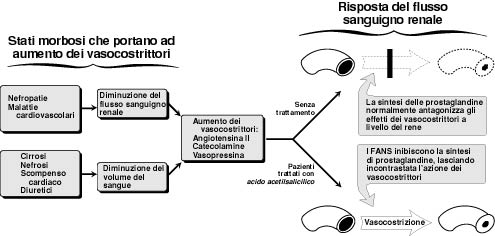 Stati morbosi che portano ad
aumento dei vasocostrittori
Risposta del flusso
sanguigno renale
Nefropatie
Malattie
cardiovascolari
Diminuzione del
flusso sanguigno
renale
Cirrosi
Nefrosi
Scompenso
cardiaco
Diuretici
Diminuzione del
volume del
sangue
Aumento dei
vasocostrittori:
Angiotensina II
Catecolamine
Vasopressina
Senza
trattamento
Pazienti
trattati con
acido acetilsalicilico
La sintesi delle prostaglandine
normalmente antagonizza gli
effetti dei vasocostrittori a
livello del rene
I FANS inibiscono la sintesi
di prostaglandine, lasciando
incontrastata l'azione dei
vasocostrittori
Vasocostrizione